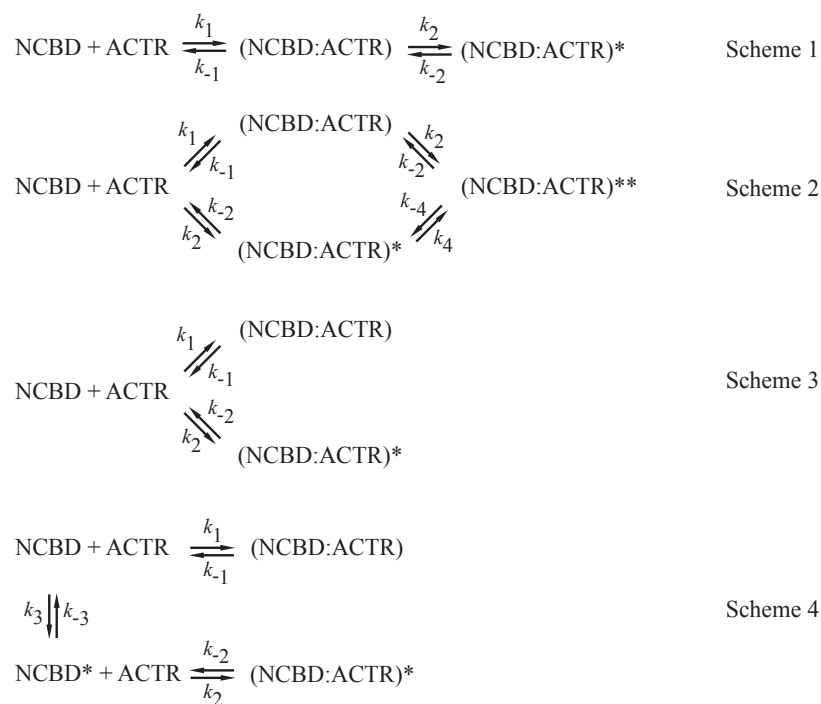 k1
NCBD + ACTR (NCBD:ACTR) (NCBD:ACTR)* Scheme 1
k-1
k2
k-2
(NCBD:ACTR)
k1
k-1
k2
k-2
NCBD + ACTR (NCBD:ACTR)** Scheme 2
k-2
k2
k-4
k4
(NCBD:ACTR)*
(NCBD:ACTR)
k1
k-1
NCBD + ACTR Scheme 3
k-2
k2
(NCBD:ACTR)*
k1
NCBD + ACTR (NCBD:ACTR)
k-1
k3 k-3 Scheme 4
k-2
NCBD* + ACTR (NCBD:ACTR)*
k2